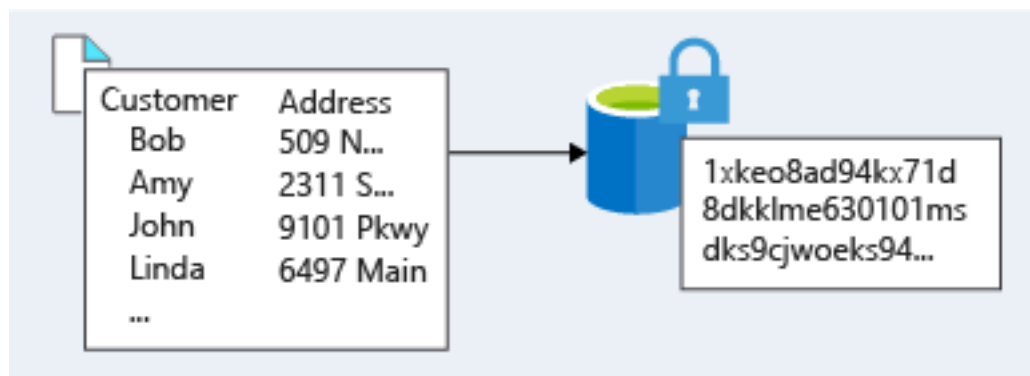 Customer Address
Bob 509 N...
Amy 2311 S...
John 9101 Pkwy
Linda 6497 Main
...
1xkeo8ad94kx71d
8dkklme630101ms
dks9cjwoeks94...